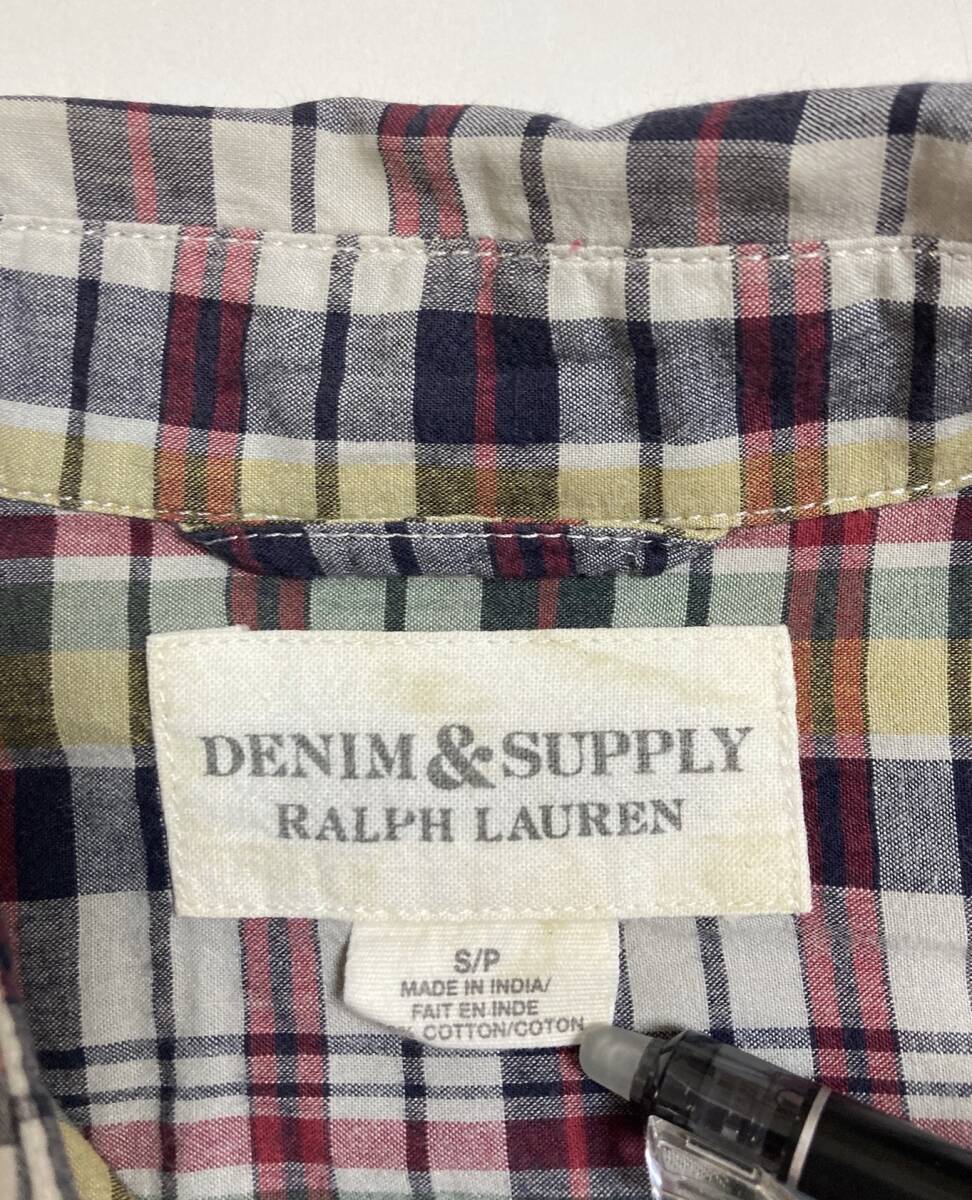 DENIM & SUPPLY
RALPH LAUREN
S/P
MADE IN INDIA/
FAIT EN INDE
% COTTON/COTON